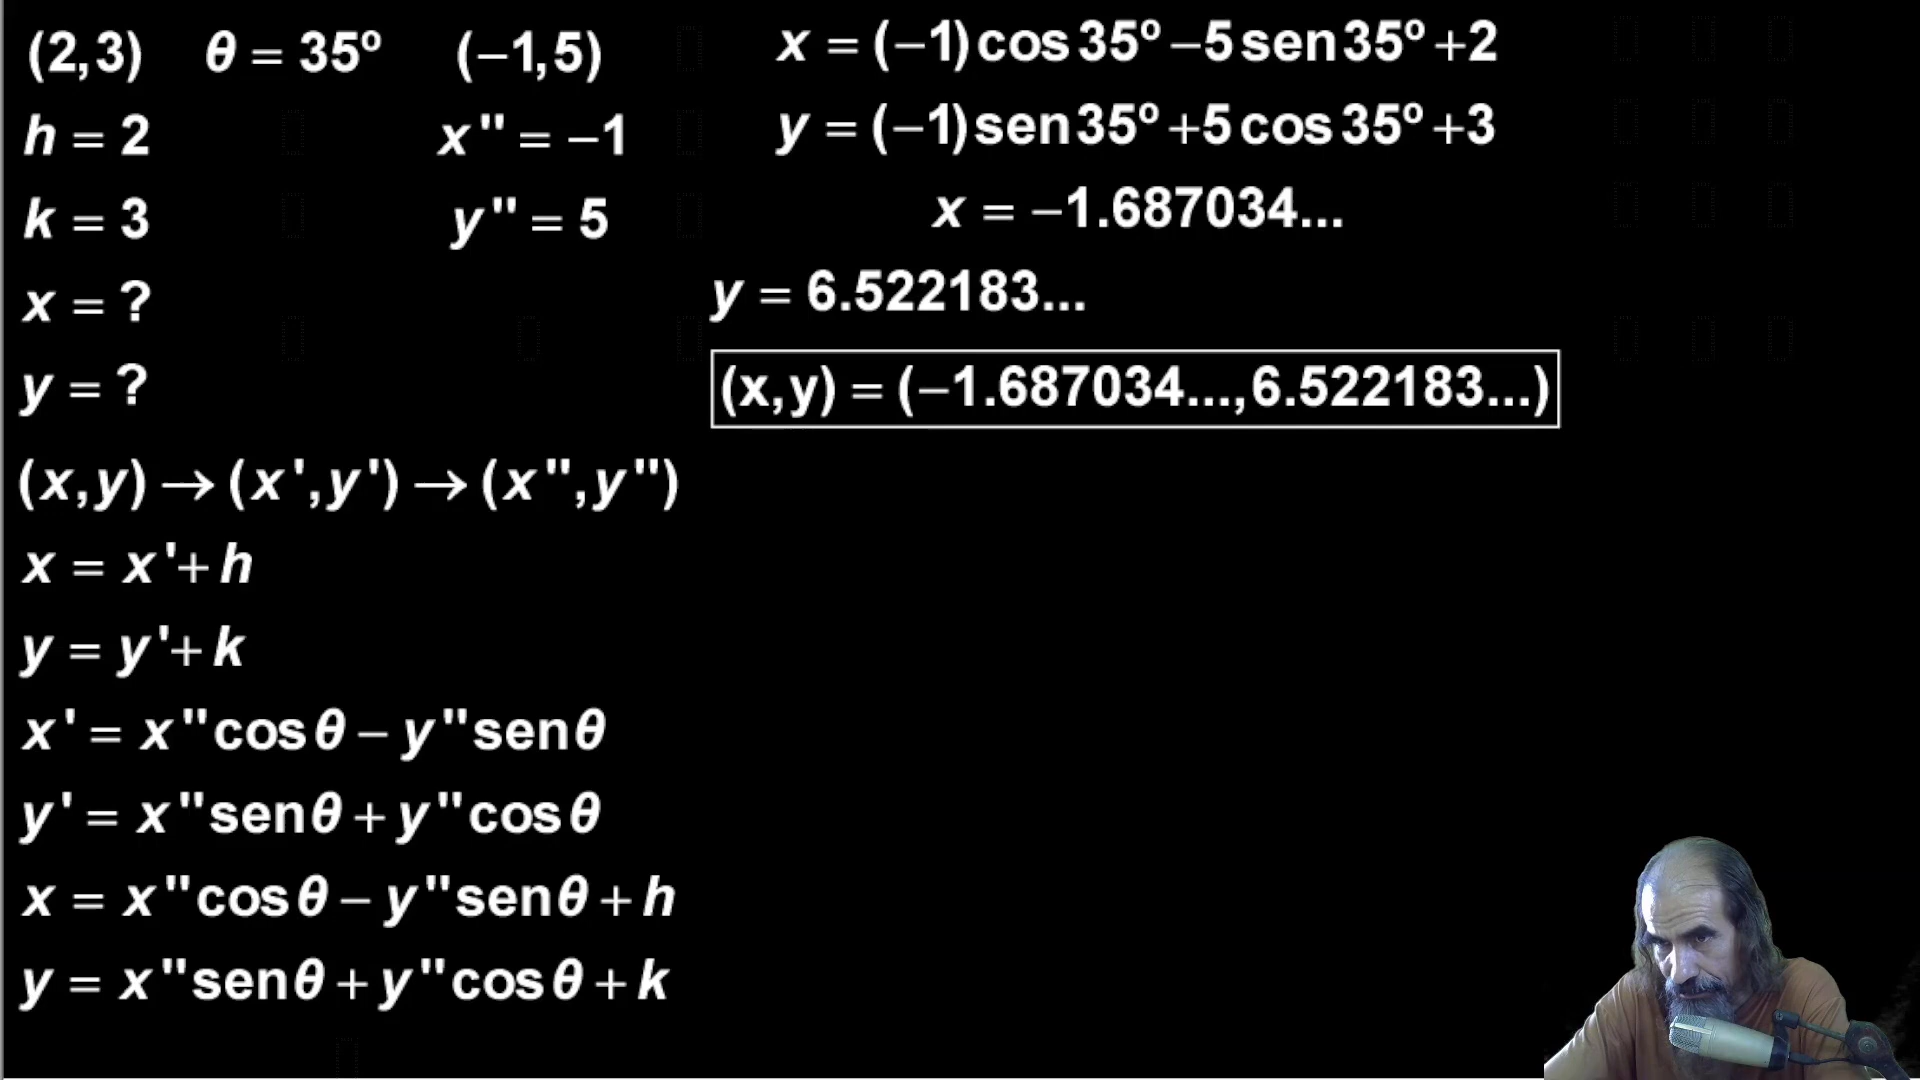 (2,3) θ = 35º (−1,5)
h = 2 x" = −1
k = 3 y" = 5
x = ?
y = ?
(x,y) → (x',y') → (x",y")
x = x'+ h
y = y'+ k
x' = x"cosθ − y"senθ
y' = x"senθ + y"cosθ
x = x"cosθ − y"senθ + h
y = x"senθ + y"cosθ + k
x = (−1)cos35º −5sen35º +2
y = (−1)sen35º +5cos35º +3
x = −1.687034...
y = 6.522183...
(x,y) = (−1.687034...,6.522183...)